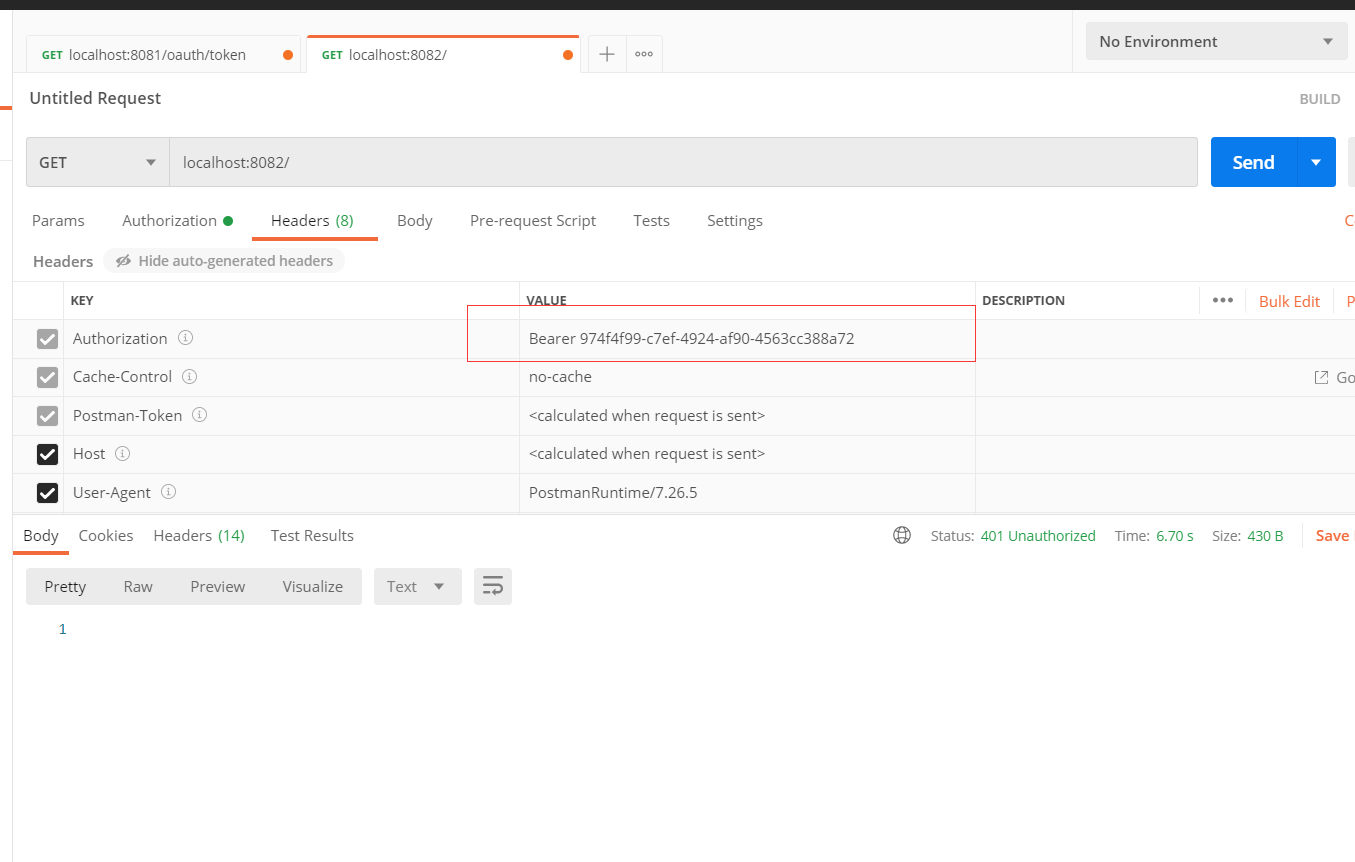 GET localhost:8081/oauth/token
GET localhost:8082/
No Environment
Untitled Request
BUILD
GET
localhost:8082/
Send
Params
Authorization
Headers (8)
Body
Pre-request Script
Tests
Settings
Headers
Hide auto-generated headers
KEY
VALUE
DESCRIPTION
Bulk Edit
Authorization
Bearer 974f4f99-c7ef-4924-af90-4563cc388a72
Cache-Control
no-cache
Go
Postman-Token
<calculated when request is sent>
Host
<calculated when request is sent>
User-Agent
PostmanRuntime/7.26.5
Body
Cookies
Headers (14)
Test Results
Status: 401 Unauthorized
Time: 6.70 s
Size: 430 B
Save
Pretty
Raw
Preview
Visualize
Text
1